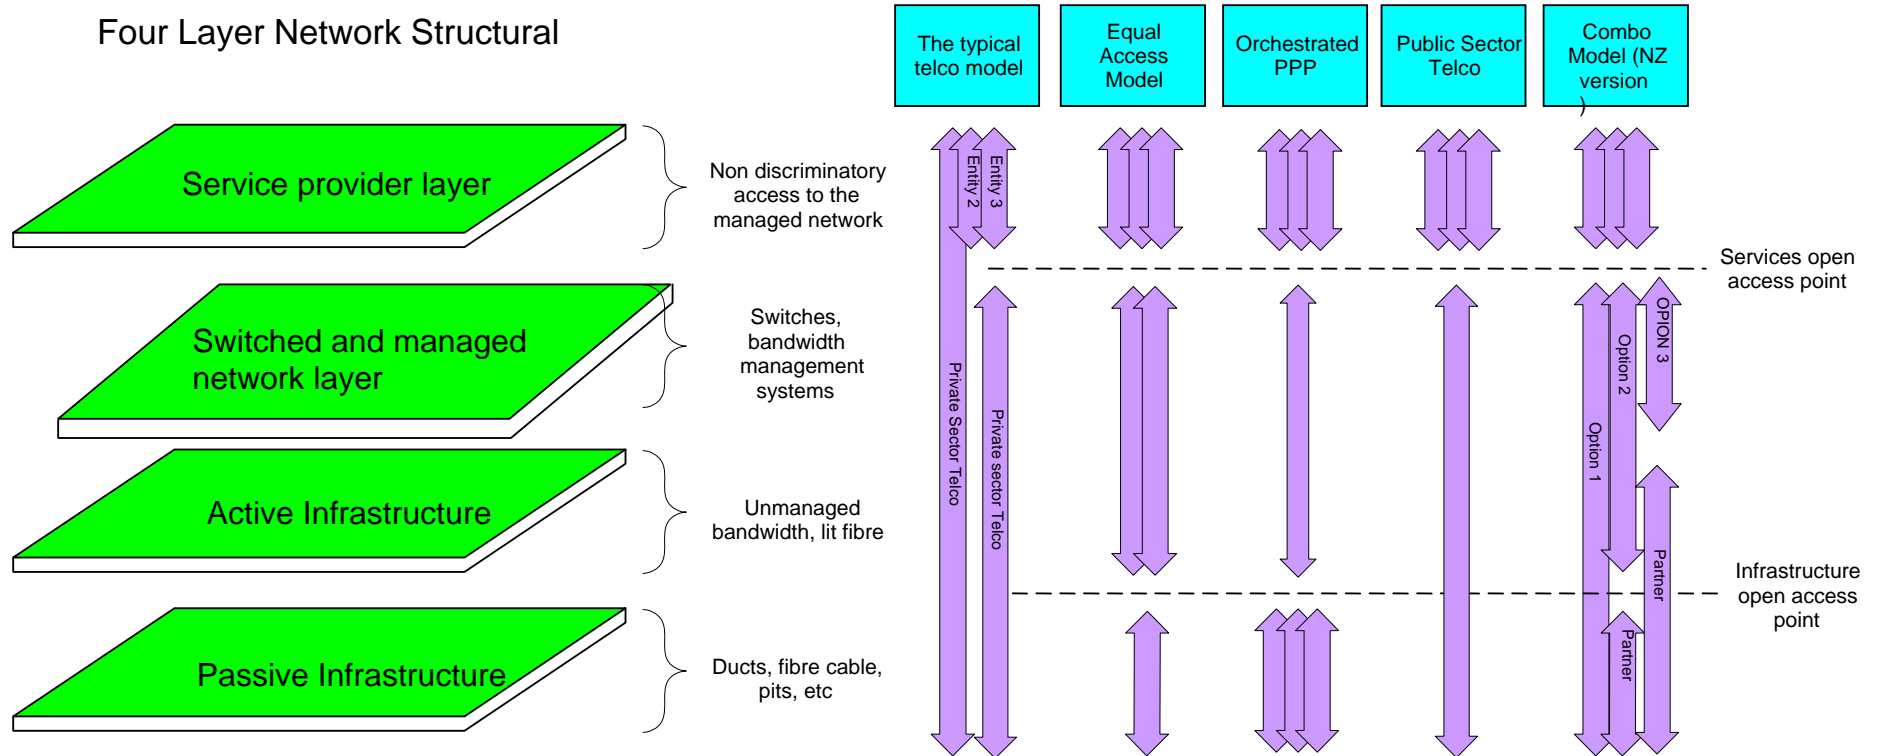 Four Layer Network Structural
The typical
telco model
Equal
Access
Model
Orchestrated
PPP
Public Sector
Telco
Combo
Model (NZ
version
)
Service provider layer
Non discriminatory
access to the
managed network
Entity 2
Entity 3
Services open
access point
Switched and managed
network layer
Switches,
bandwidth
management
systems
Private Sector Telco
Private sector Telco
Option 1
Option 2
OPION 3
Active Infrastructure
Unmanaged
bandwidth, lit fibre
Partner
Infrastructure
open access
point
Passive Infrastructure
Ducts, fibre cable,
pits, etc
Partner